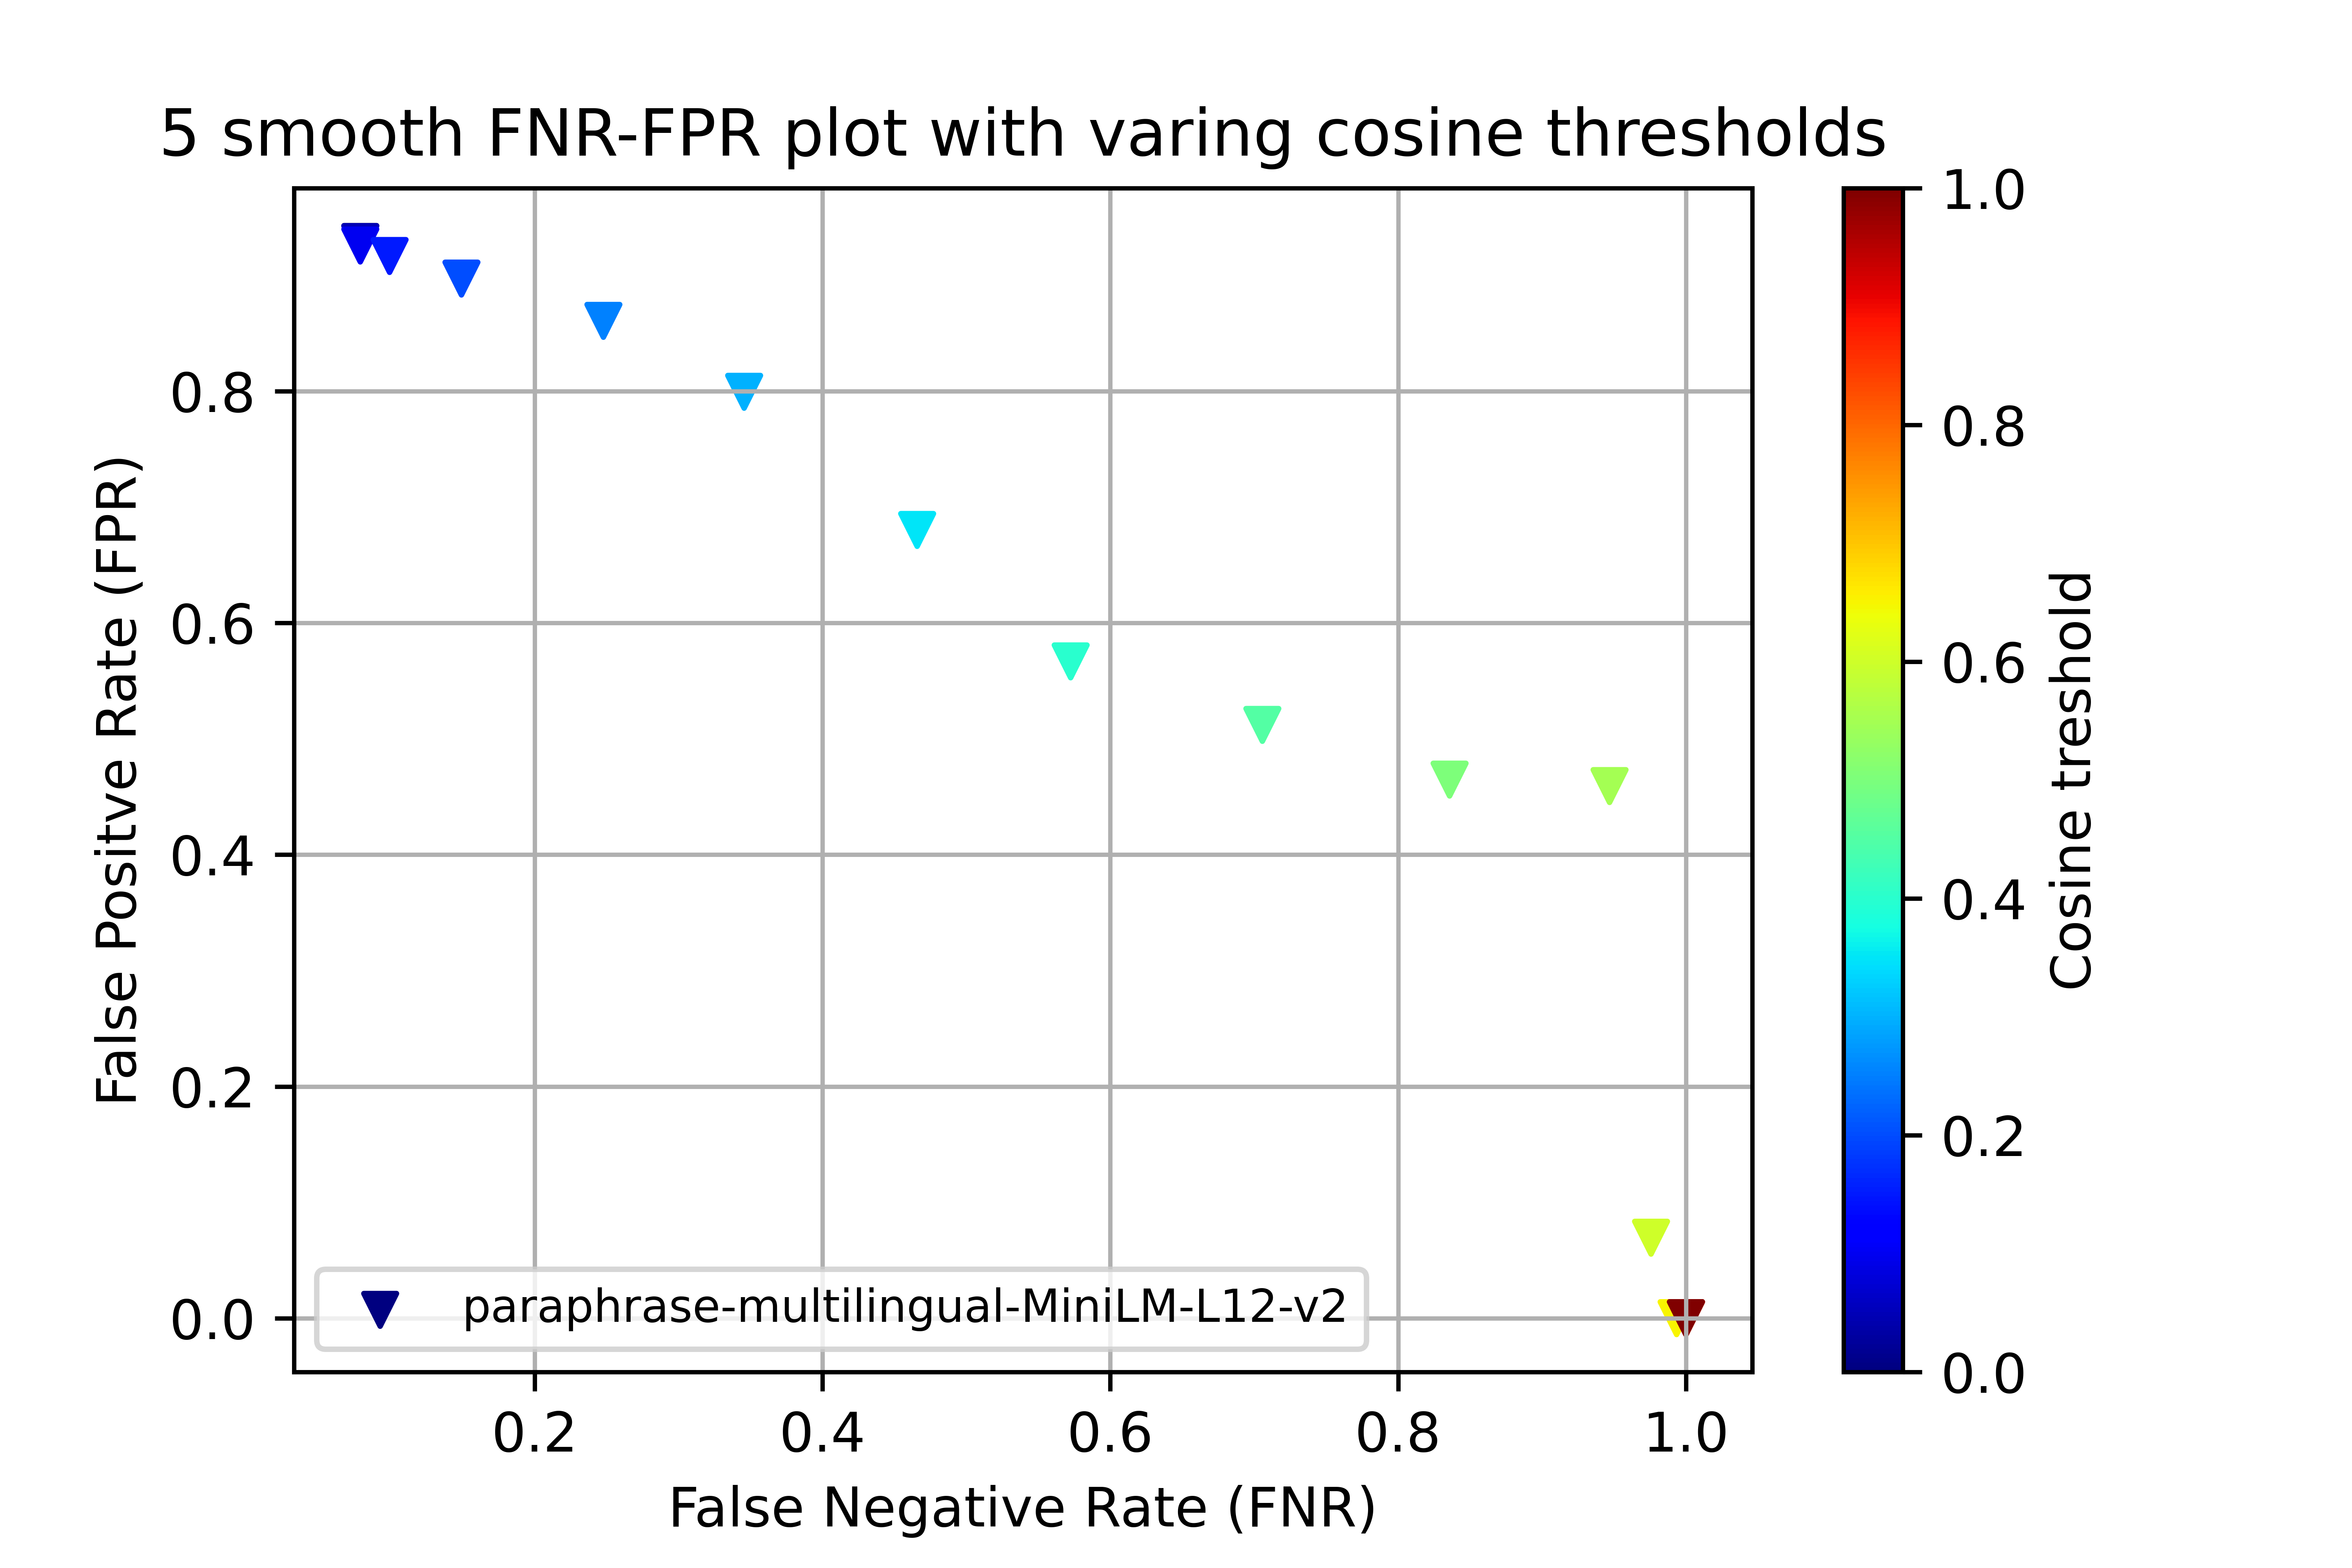 5 smooth FNR-FPR plot with varing cosine thresholds
False Positve Rate (FPR)
0.8
0.6
0.4
0.2
0.0
paraphrase-multilingual-MiniLM-L12-v2
0.2 0.4 0.6 0.8 1.0
False Negative Rate (FNR)
1.0
0.8
0.6
0.4
0.2
0.0
Cosine treshold